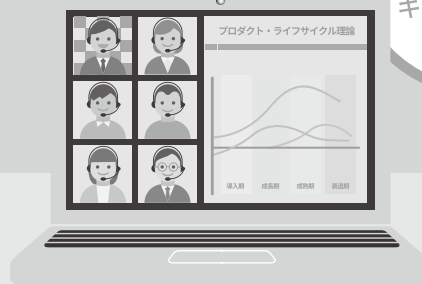 キ
プロダクト・ライフサイクル理論
導入期
成長期
成熟期
衰退期